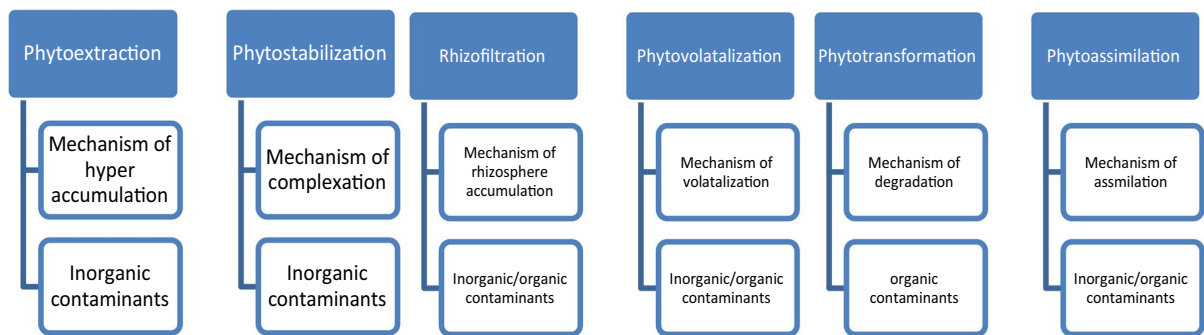 Phytoextraction
Mechanism of
hyper
accumulation
Inorganic
contaminants
Phytostabilization
Mechanism of
complexation
Inorganic
contaminants
Rhizofiltration
Mechanism of
rhizosphere
accumulation
Inorganic/organic
contaminants
Phytovolatalization
Mechanism of
volatalization
Inorganic/organic
contaminants
Phytotransformation
Mechanism of
degradation
organic
contaminants
Phytoassimilation
Mechanism of
assmilation
Inorganic/organic
contaminants